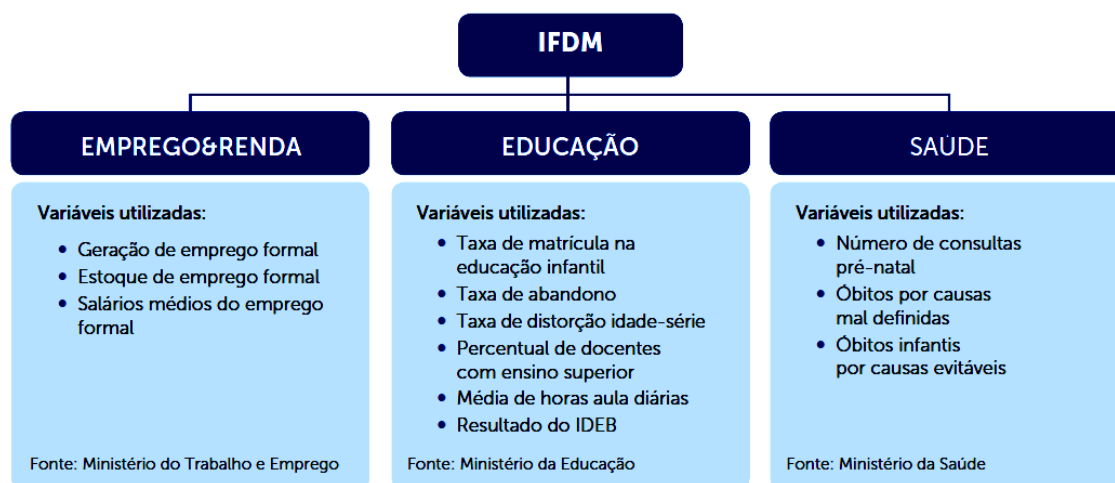 IFDM
EMPREGO&RENDA
Variáveis utilizadas:
• Geração de emprego formal
• Estoque de emprego formal
• Salários médios do emprego
formal
Fonte: Ministério do Trabalho e Emprego
EDUCAÇÃO
Variáveis utilizadas:
• Taxa de matrícula na
educação infantil
• Taxa de abandono
• Taxa de distorção idade-série
• Percentual de docentes
com ensino superior
• Média de horas aula diárias
• Resultado do IDEB
Fonte: Ministério da Educação
SAÚDE
Variáveis utilizadas:
• Número de consultas
pré-natal
• Óbitos por causas
mal definidas
• Óbitos infantis
por causas evitáveis
Fonte: Ministério da Saúde